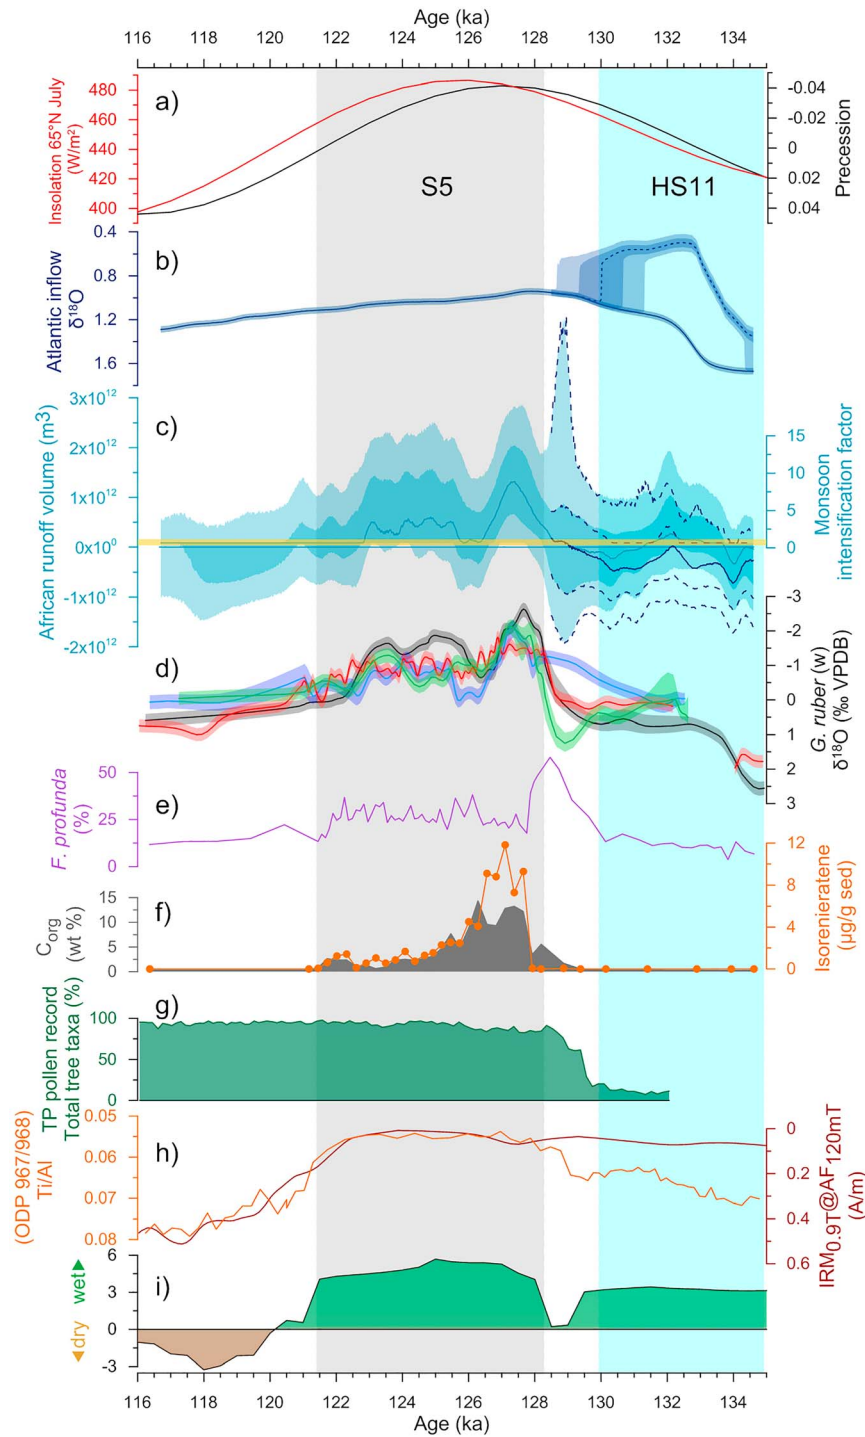 Age (ka)
116 118 120 122 124 126 128 130 132 134
a)
Insolation 65°N July
(W/m²)
480
460
440
420
400
-0.04
-0.02
0
0.02
0.04
Precession
S5
HS11
b)
Atlantic inflow
δ¹⁸O
0.4
0.8
1.2
1.6
c)
African runoff volume (m³)
3x10¹²
2x10¹²
1x10¹²
0x10⁰
-1x10¹²
-2x10¹²
15
10
5
0
Monsoon
intensification factor
d)
-3
-2
-1
0
1
2
3
G. ruber (w)
δ¹⁸O (‰ VPDB)
e)
F. profunda
(%)
50
25
0
f)
C_org
(wt %)
15
10
5
0
12
8
4
0
Isorenieratene
(µg/g sed)
g)
TP pollen record
Total tree taxa (%)
100
50
0
h)
(ODP 967/968)
Ti/Al
0.05
0.06
0.07
0.08
0
0.2
0.4
0.6
IRM0.9T@AF120mT
(A/m)
i)
◀dry wet▶
6
3
0
-3
116 118 120 122 124 126 128 130 132 134
Age (ka)